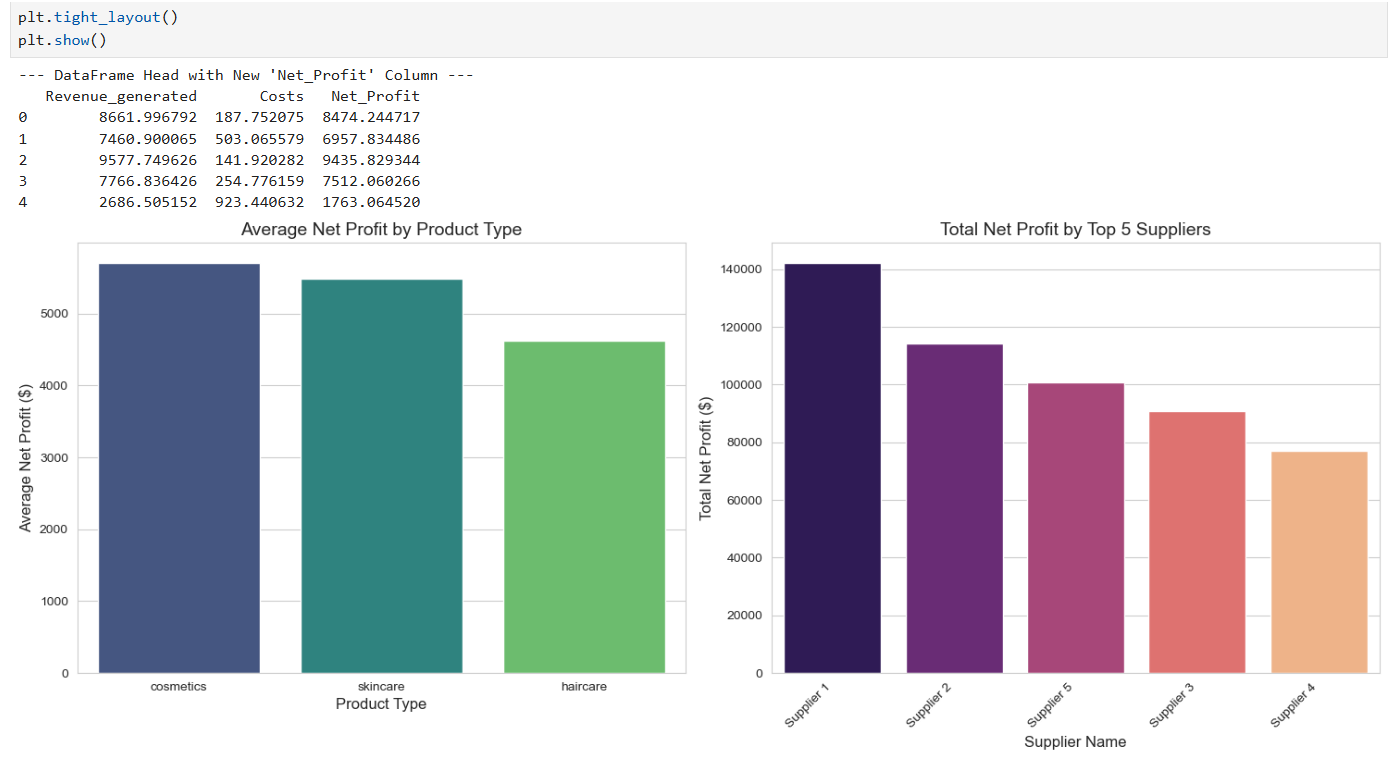 plt.tight_layout()
plt.show()
--- DataFrame Head with New 'Net_Profit' Column ---
   Revenue_generated       Costs   Net_Profit
0        8661.996792  187.752075  8474.244717
1        7460.900065  503.065579  6957.834486
2        9577.749626  141.920282  9435.829344
3        7766.836426  254.776159  7512.060266
4        2686.505152  923.440632  1763.064520
Average Net Profit by Product Type
Average Net Profit ($)
5000
4000
3000
2000
1000
0
cosmetics skincare haircare
Product Type
Total Net Profit by Top 5 Suppliers
Total Net Profit ($)
140000
120000
100000
80000
60000
40000
20000
0
Supplier 1
Supplier 2
Supplier 5
Supplier 3
Supplier 4
Supplier Name